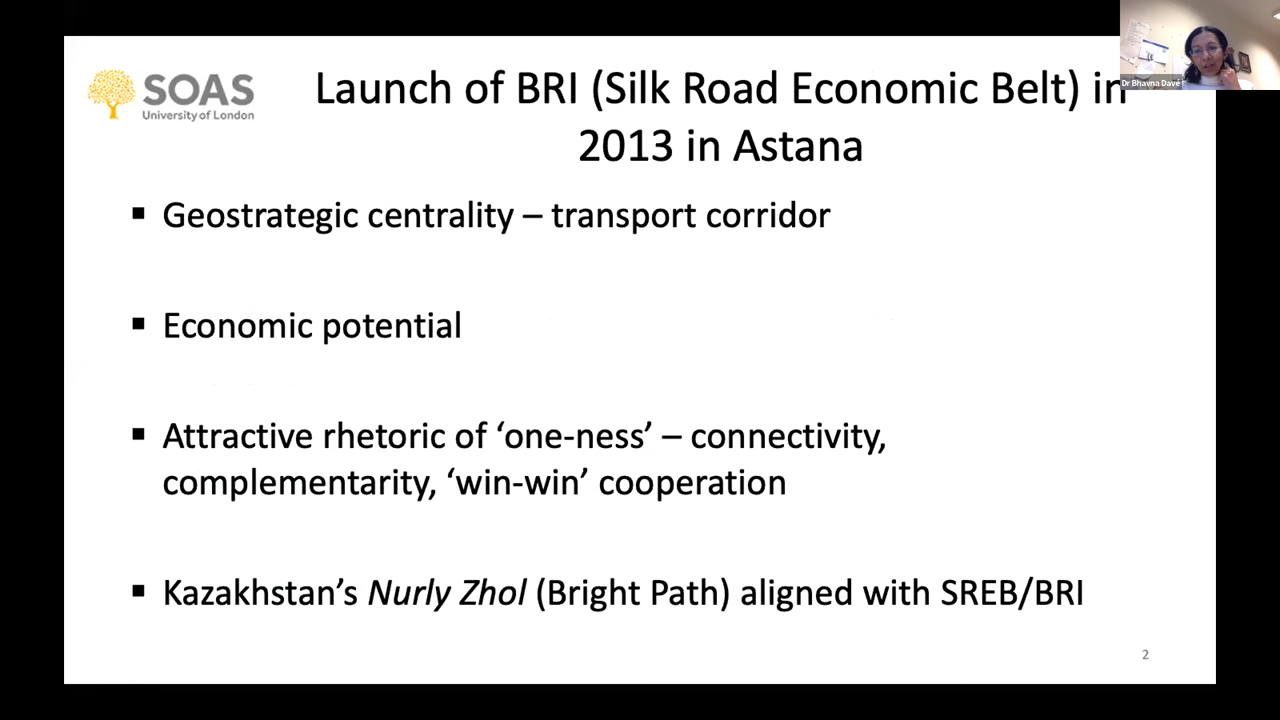 SOAS
University of London
Launch of BRI (Silk Road Economic Belt) in
2013 in Astana
Dr Bhavna Davé
▪ Geostrategic centrality – transport corridor
▪ Economic potential
▪ Attractive rhetoric of ‘one-ness’ – connectivity,
complementarity, ‘win-win’ cooperation
▪ Kazakhstan’s Nurly Zhol (Bright Path) aligned with SREB/BRI
2